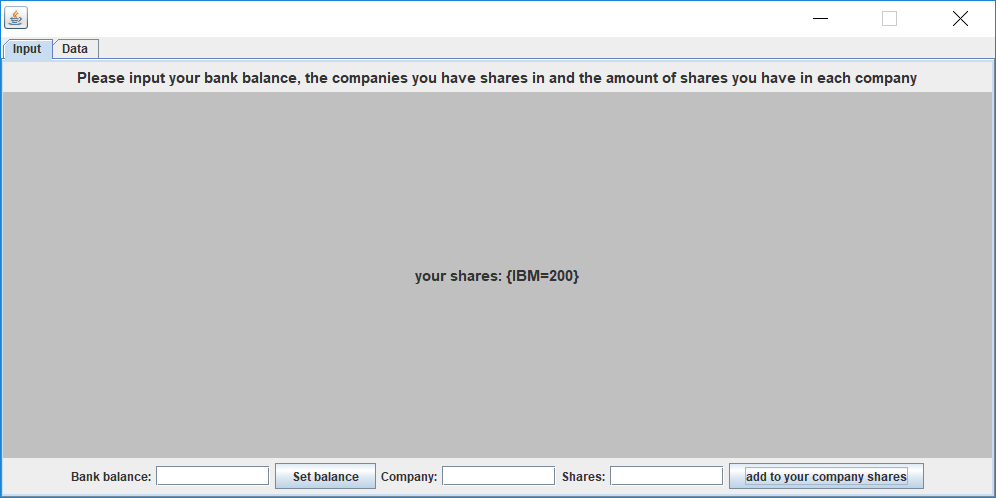 Input Data
Please input your bank balance, the companies you have shares in and the amount of shares you have in each company
your shares: {IBM=200}
Bank balance: Set balance Company: Shares: add to your company shares